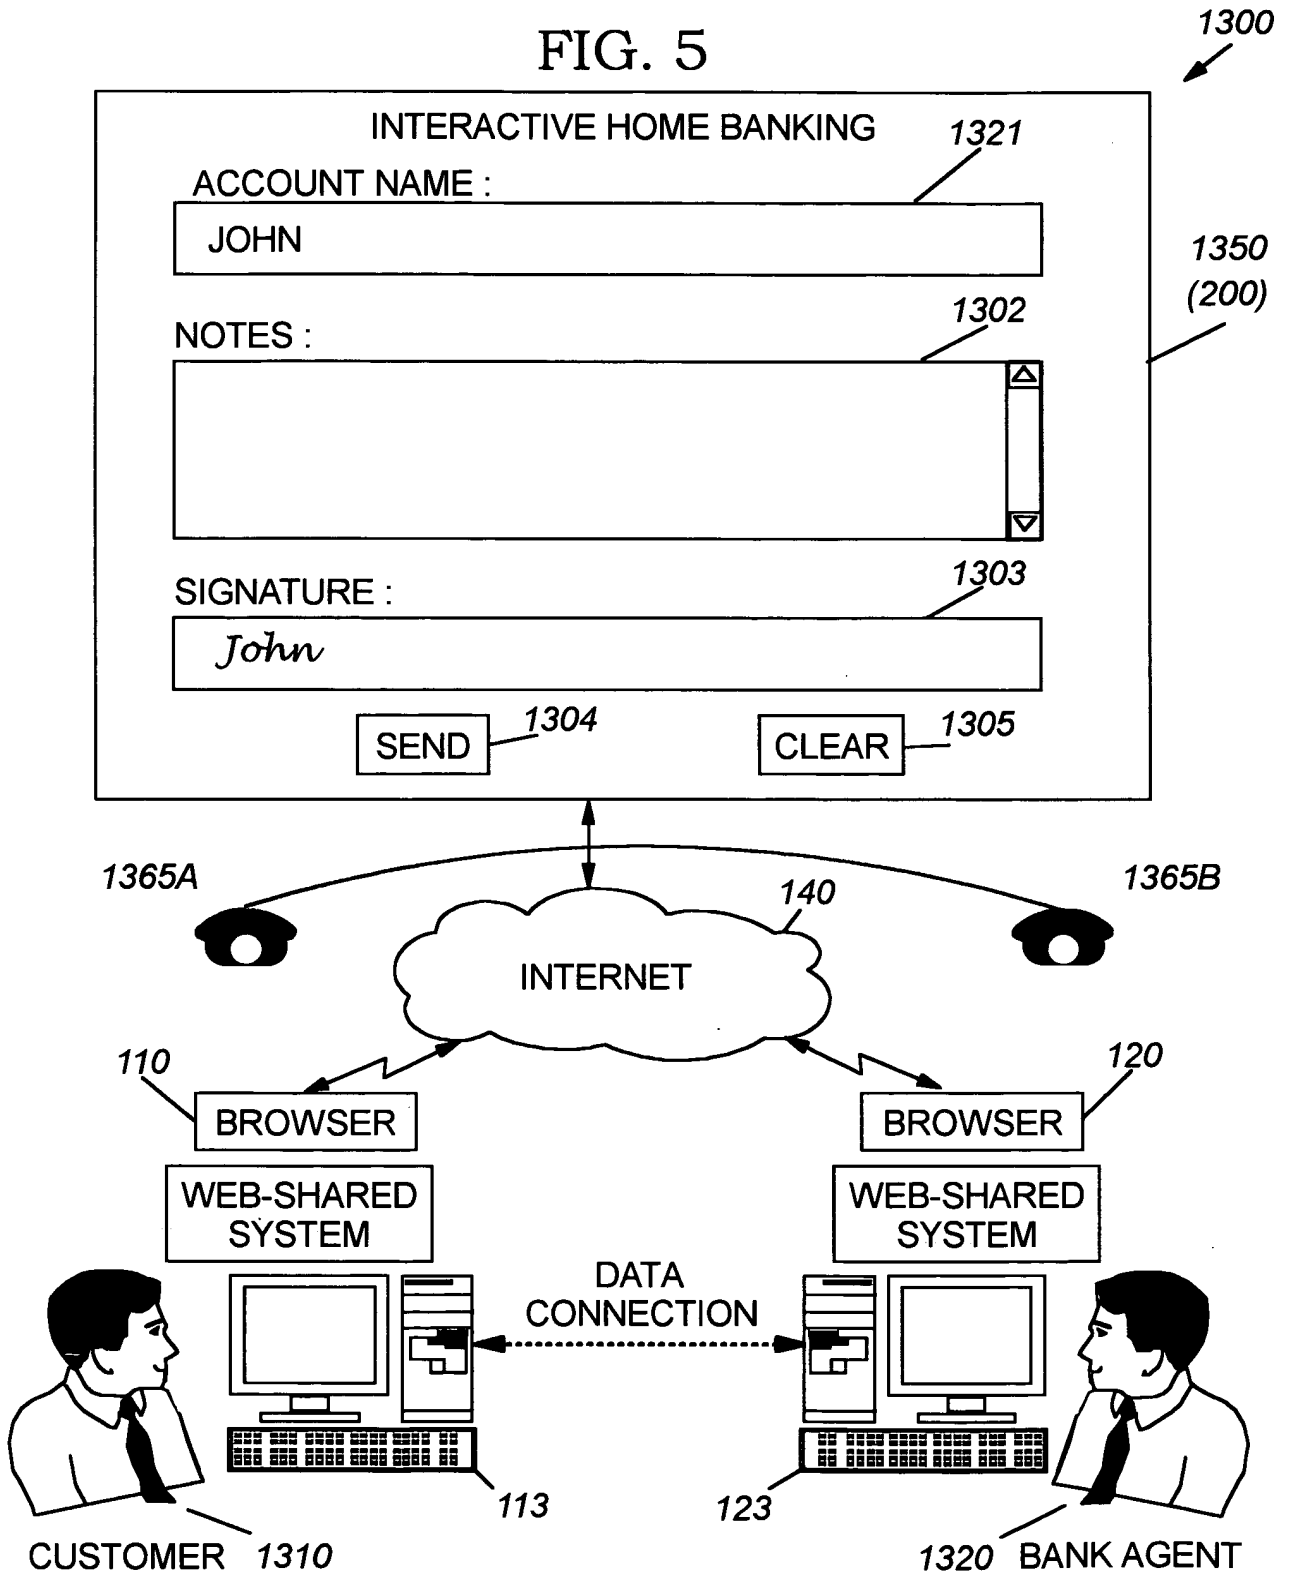 FIG. 5
1300
INTERACTIVE HOME BANKING
1321
ACCOUNT NAME :
JOHN
1350
(200)
1302
NOTES :
1303
SIGNATURE :
John
SEND
1304
CLEAR
1305
1365A
1365B
140
INTERNET
110
120
BROWSER
BROWSER
WEB-SHARED
SYSTEM
WEB-SHARED
SYSTEM
DATA
CONNECTION
113
123
CUSTOMER 1310
1320 BANK AGENT